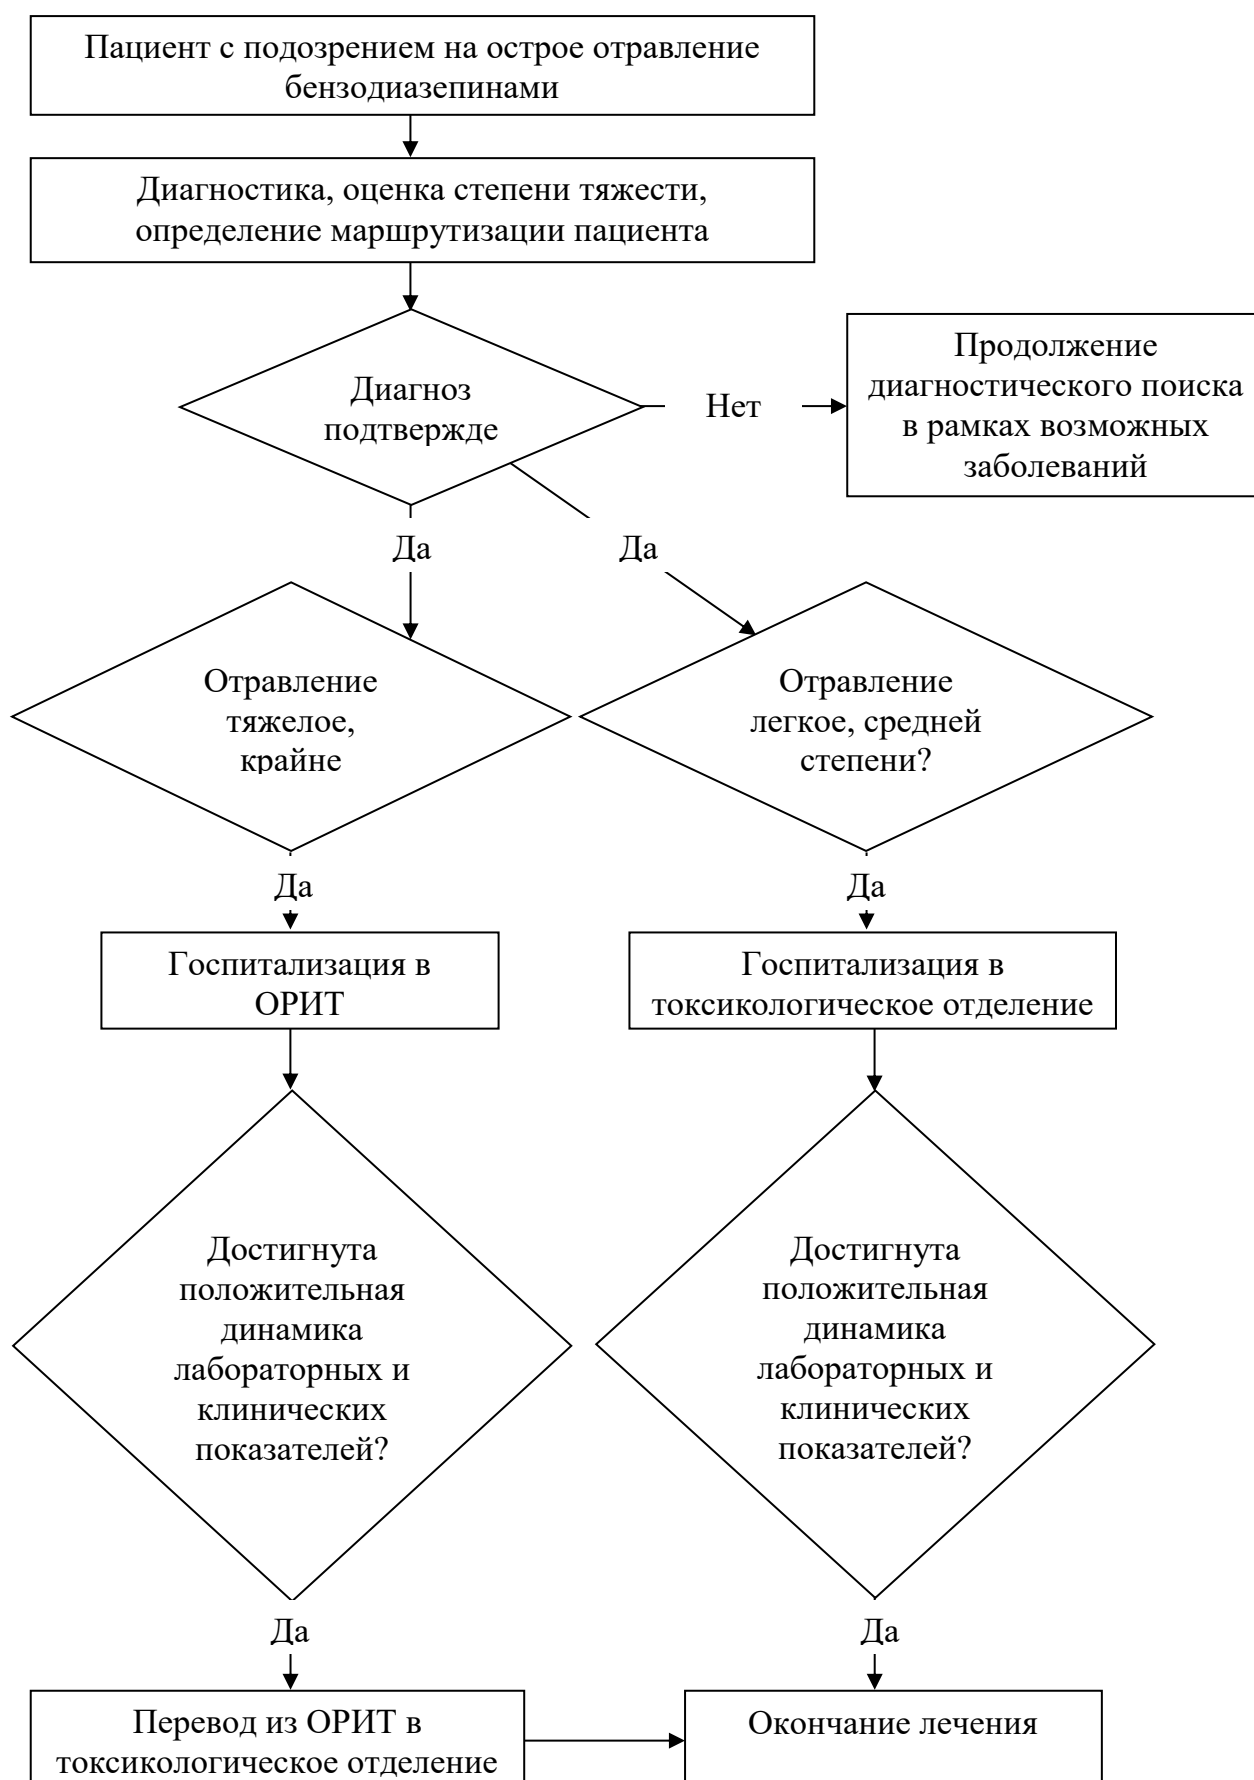 Пациент с подозрением на острое отравление
бензодиазепинами
Диагностика, оценка степени тяжести,
определение маршрутизации пациента
Диагноз
подтвержде
Нет
Продолжение
диагностического поиска
в рамках возможных
заболеваний
Да
Да
Отравление
тяжелое,
крайне
Отравление
легкое, средней
степени?
Да
Да
Госпитализация в
ОРИТ
Госпитализация в
токсикологическое отделение
Достигнута
положительная
динамика
лабораторных и
клинических
показателей?
Достигнута
положительная
динамика
лабораторных и
клинических
показателей?
Да
Да
Перевод из ОРИТ в
токсикологическое отделение
Окончание лечения